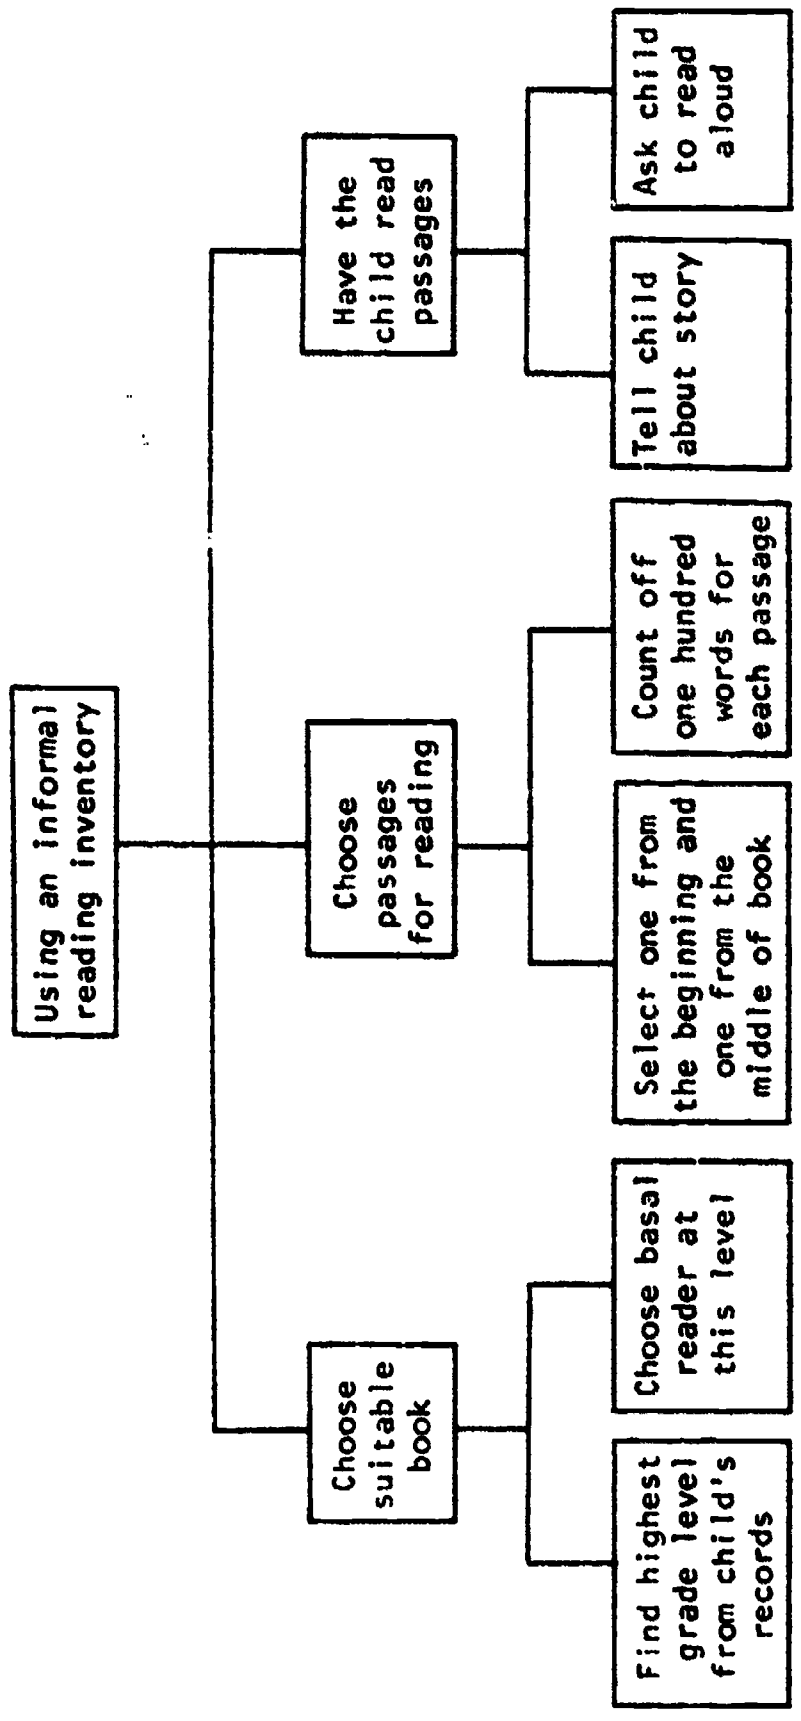 Using an informal
reading inventory
Choose
suitable
book
Choose
passages
for reading
Have the
child read
passages
Find highest
grade level
from child's
records
Choose basal
reader at
this level
Select one from
the beginning and
one from the
middle of book
Count off
one hundred
words for
each passage
Tell child
about story
Ask child
to read
aloud